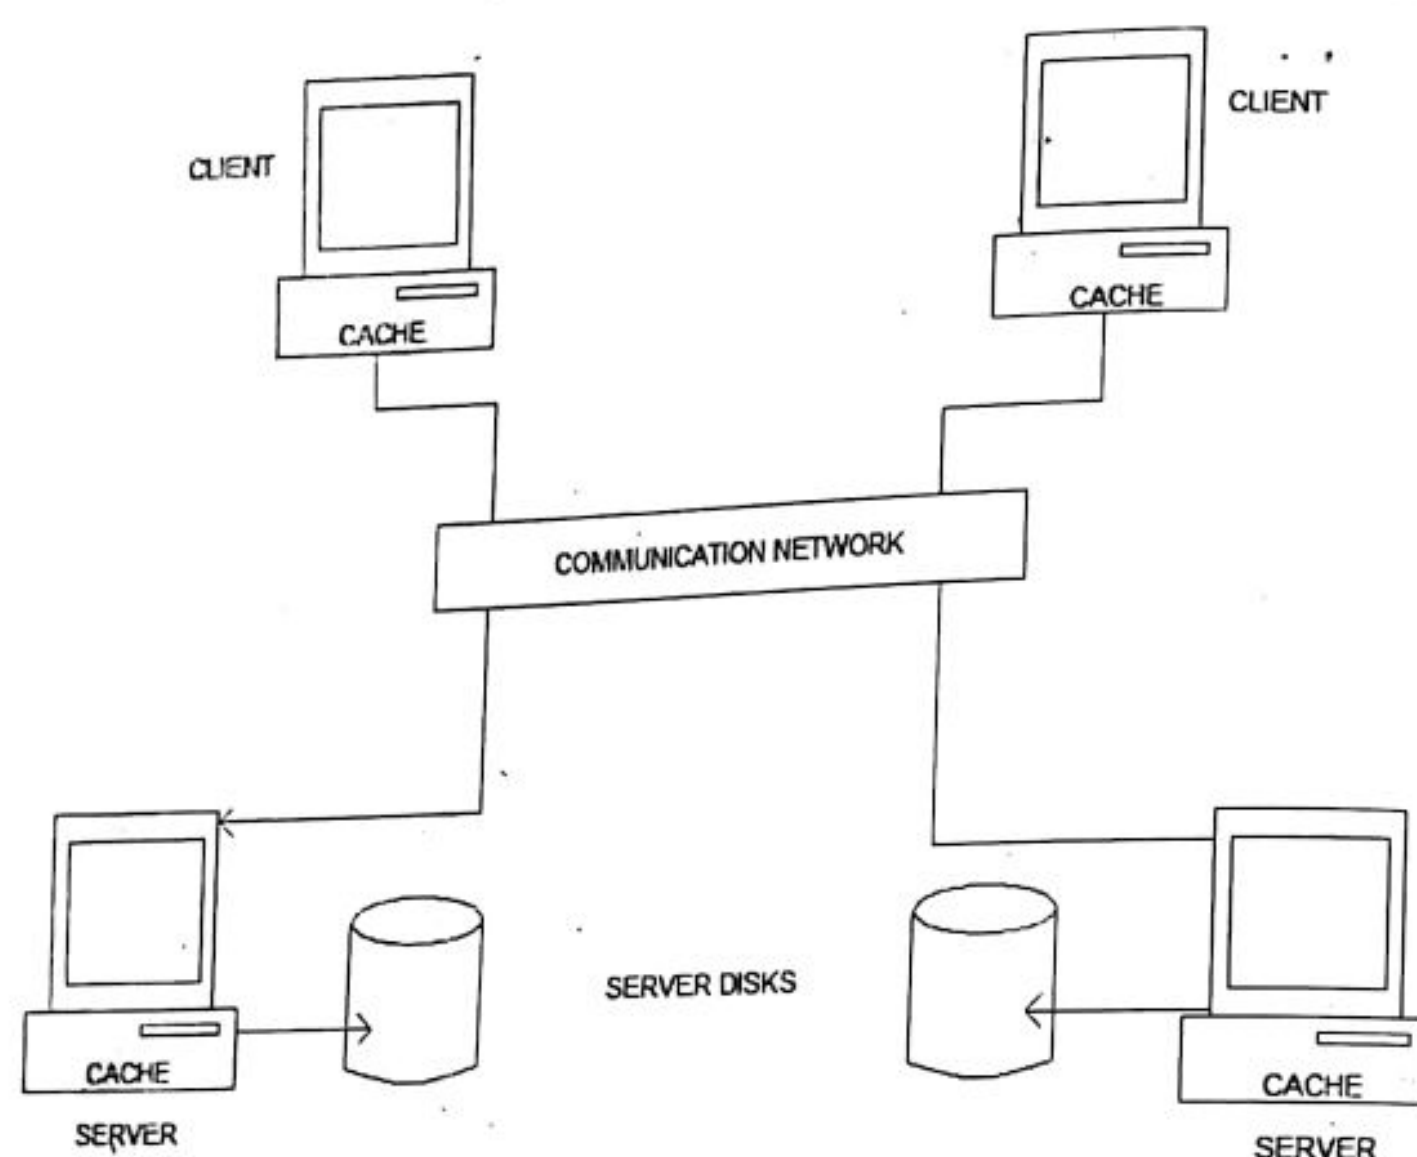 CLIENT
CLIENT
CACHE
CACHE
COMMUNICATION NETWORK
SERVER DISKS
CACHE
CACHE
SERVER
SERVER